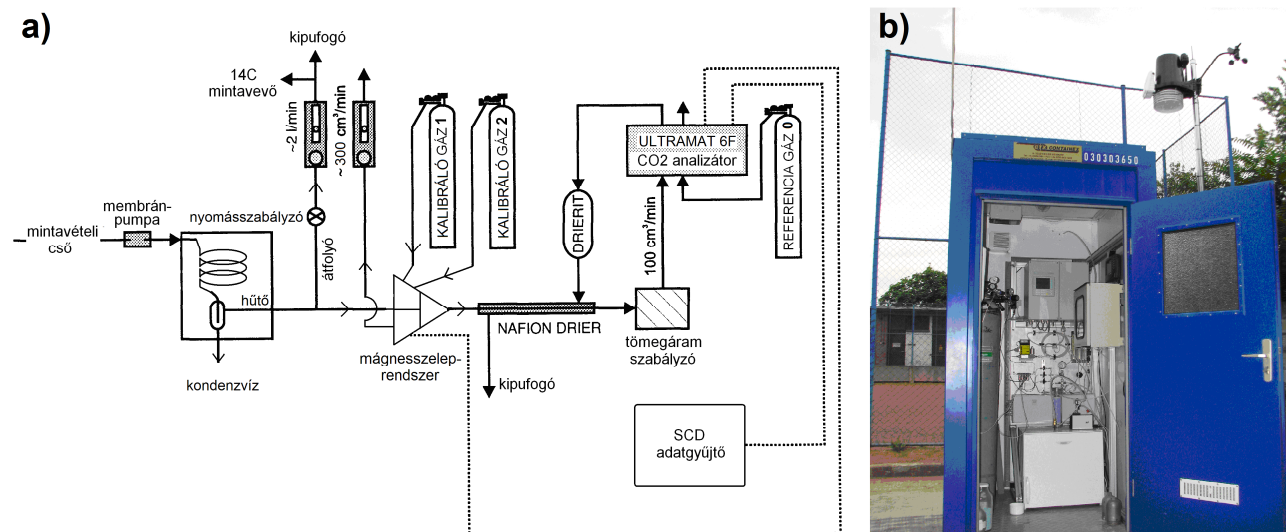 a)
kipufogó
14C
mintavevő
~2 l/min
~ 300 cm³/min
KALIBRÁLÓ GÁZ 1
KALIBRÁLÓ GÁZ 2
ULTRAMAT 6F
CO2 analizátor
REFERENCIA GÁZ 0
DRIERIT
100 cm³/min
membrán-
pumpa
nyomásszabályzó
mintavételi
cső
átfolyó
hűtő
NAFION DRIER
tömegáram
szabályzó
mágnesszelep-
rendszer
kipufogó
kondenzvíz
SCD
adatgyűjtő
b)
CONTAINEX
030303650